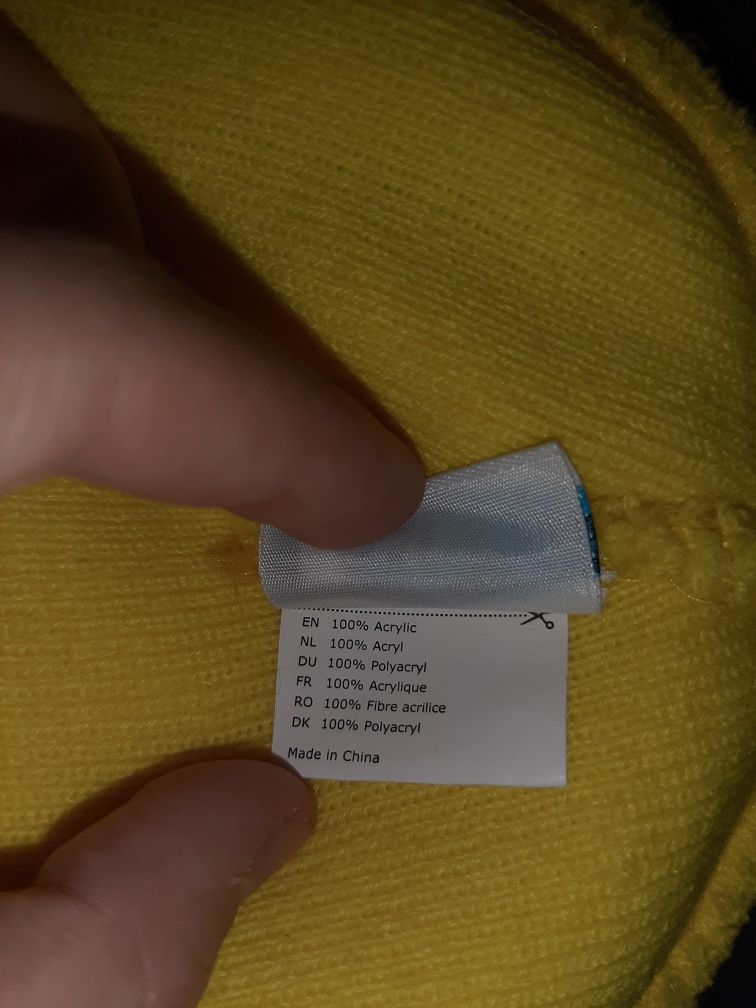 EN 100% Acrylic
NL 100% Acryl
DU 100% Polyacryl
FR 100% Acrylique
RO 100% Fibre acrilice
DK 100% Polyacryl
Made in China